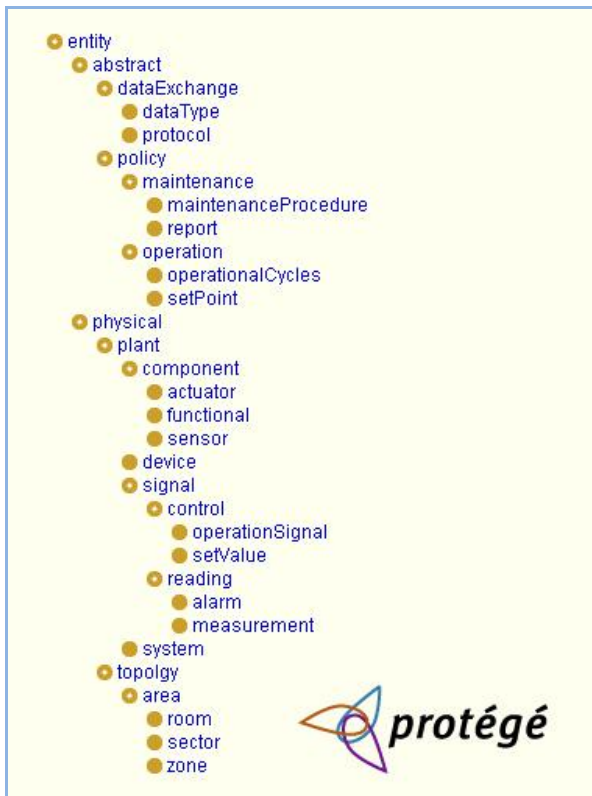 entity
abstract
dataExchange
dataType
protocol
policy
maintenance
maintenanceProcedure
report
operation
operationalCycles
setPoint
physical
plant
component
actuator
functional
sensor
device
signal
control
operationSignal
setValue
reading
alarm
measurement
system
topolgy
area
room
sector
zone
protégé